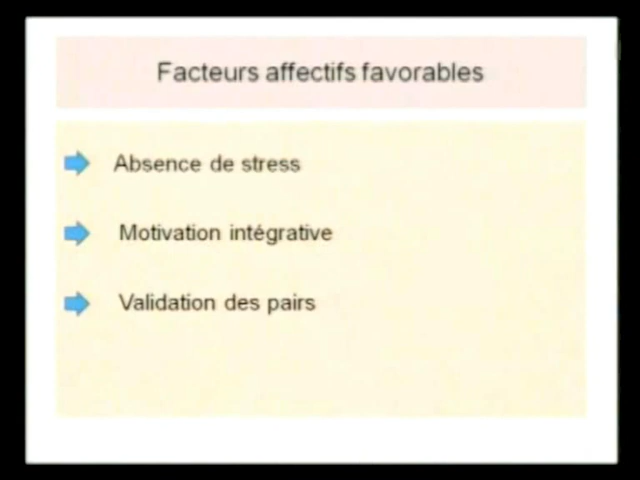 Facteurs affectifs favorables
Absence de stress
Motivation intégrative
Validation des pairs